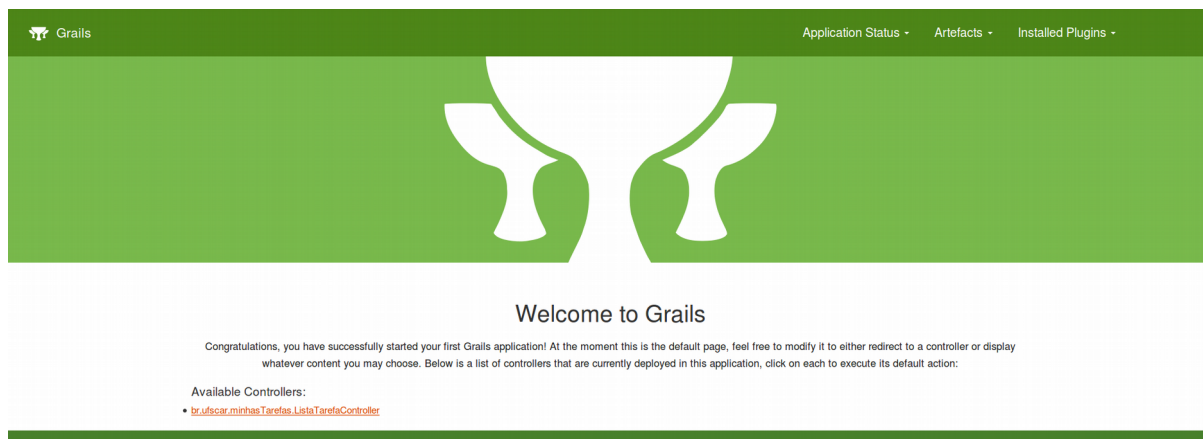 Grails
Application Status
Artefacts
Installed Plugins
Welcome to Grails
Congratulations, you have successfully started your first Grails application! At the moment this is the default page, feel free to modify it to either redirect to a controller or display
whatever content you may choose. Below is a list of controllers that are currently deployed in this application, click on each to execute its default action:
Available Controllers:
br.ufscar.minhasTarefas.ListaTarefaController